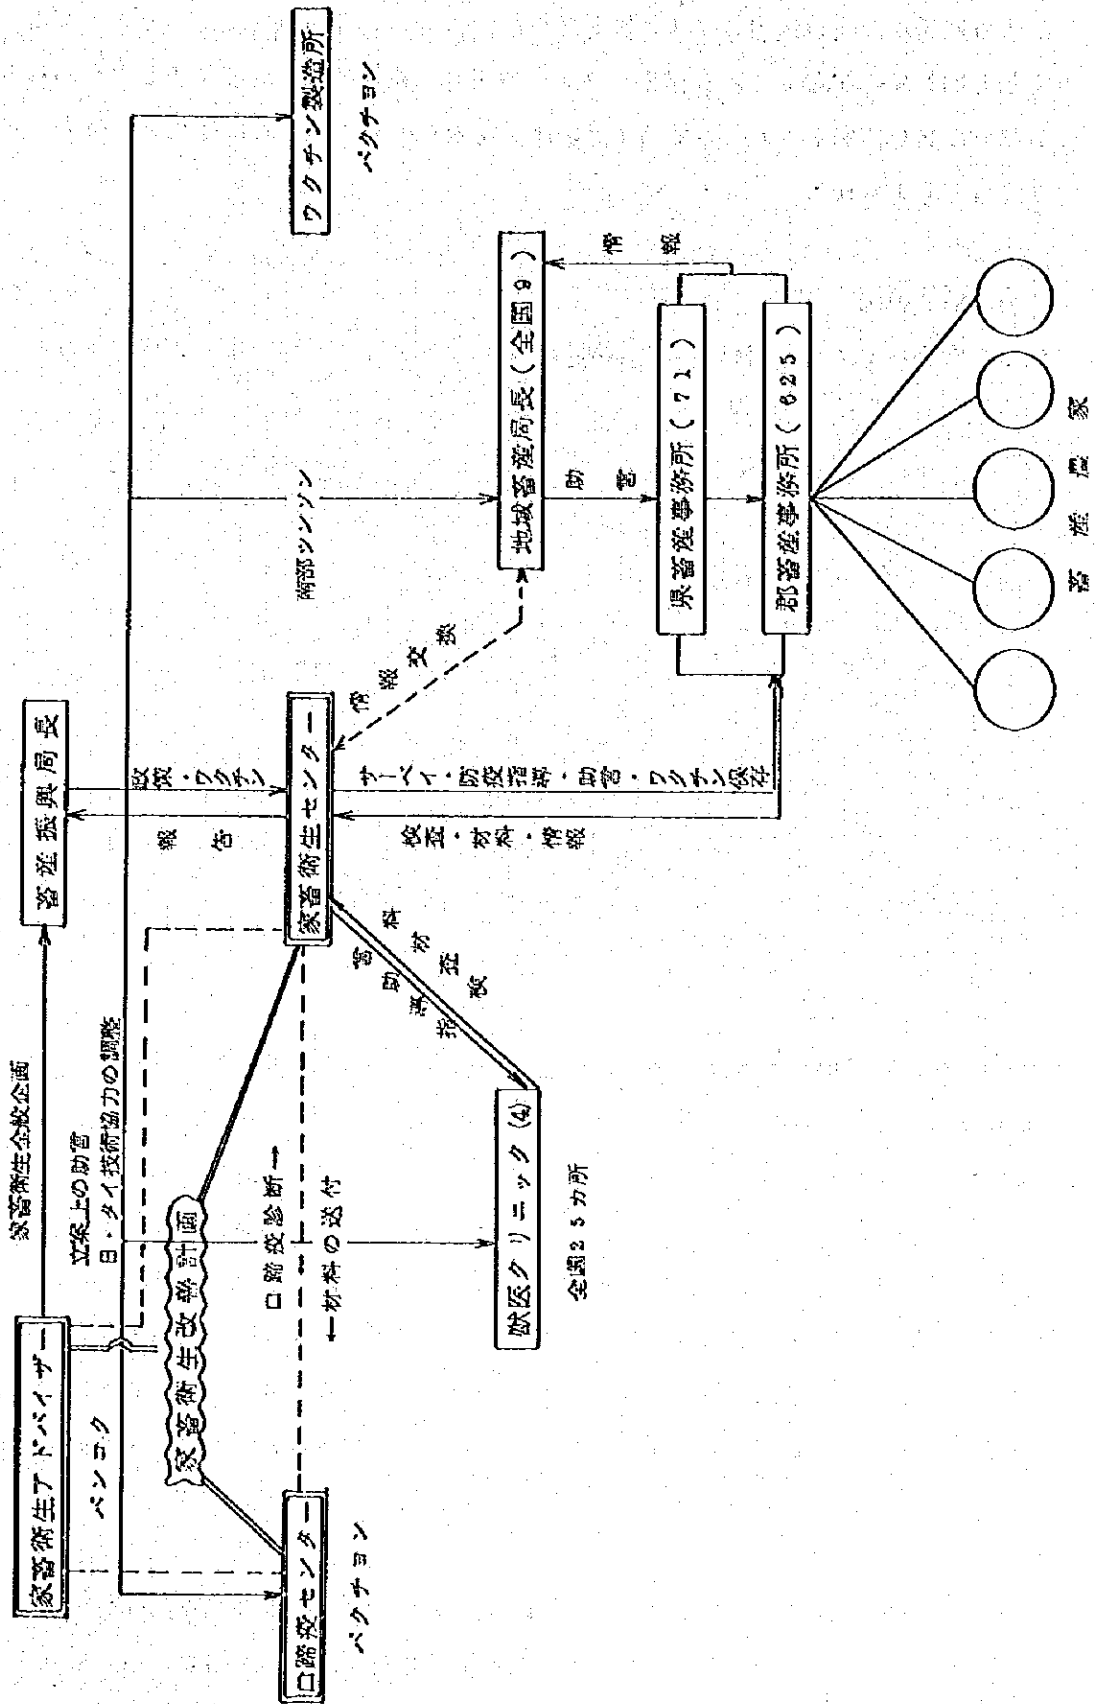 家畜衛生アドバイザー
バンコク
家畜衛生全般企画
立案上の助言
日・タイ技術協力の調整
畜産振興局長
家畜衛生改善計画
政策・ワクチン
報告
口蹄疫センター
パクチョン
口蹄疫診断→
←材料の送付
家畜衛生センター
南部ツンソン
ワクチン製造所
パクチョン
情報交換
検査材料
指導助言
サーベイ・防疫指導・助言・ワクチン保存
検査・材料・情報
獣医クリニック(4)
全国25カ所
地域畜産局長(全国9)
助言
情報
県畜産事務所(71)
郡畜産事務所(625)
畜産農家